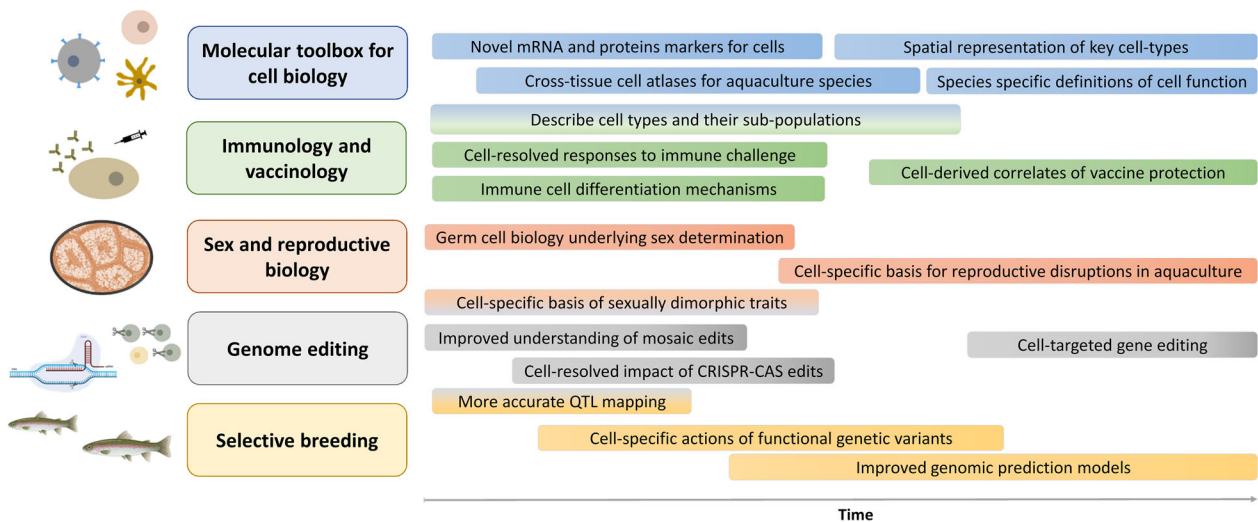 Molecular toolbox for
cell biology
Novel mRNA and proteins markers for cells
Spatial representation of key cell-types
Cross-tissue cell atlases for aquaculture species
Species specific definitions of cell function
Describe cell types and their sub-populations
Immunology and
vaccinology
Cell-resolved responses to immune challenge
Cell-derived correlates of vaccine protection
Immune cell differentiation mechanisms
Sex and reproductive
biology
Germ cell biology underlying sex determination
Cell-specific basis for reproductive disruptions in aquaculture
Cell-specific basis of sexually dimorphic traits
Genome editing
Improved understanding of mosaic edits
Cell-targeted gene editing
Cell-resolved impact of CRISPR-CAS edits
Selective breeding
More accurate QTL mapping
Cell-specific actions of functional genetic variants
Improved genomic prediction models
Time